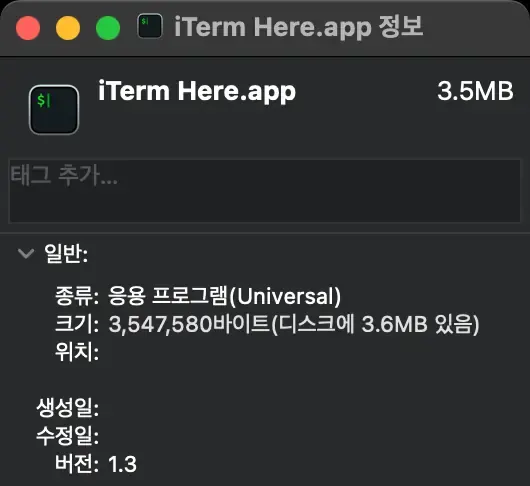 iTerm Here.app 정보
$
iTerm Here.app 3.5MB
태그 추가...
일반:
종류: 응용 프로그램(Universal)
크기: 3,547,580바이트(디스크에 3.6MB 있음)
위치:
생성일:
수정일:
버전: 1.3